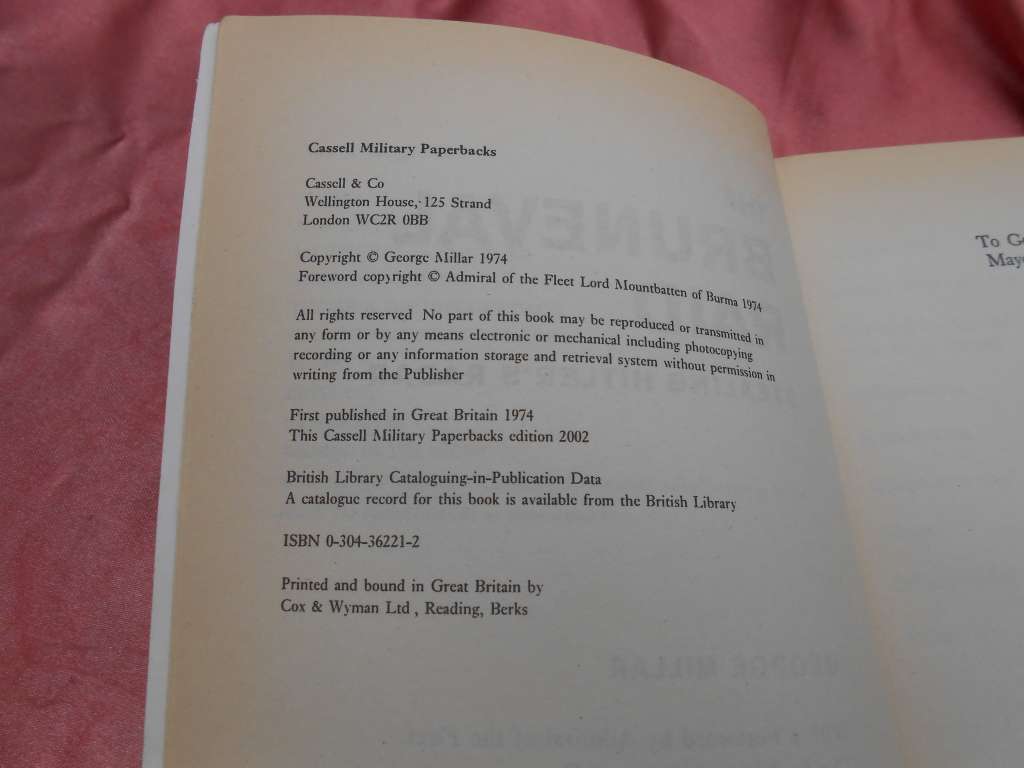 Cassell Military Paperbacks
Cassell & Co
Wellington House, 125 Strand
London WC2R 0BB
Copyright © George Millar 1974
Foreword copyright © Admiral of the Fleet Lord Mountbatten of Burma 1974
All rights reserved No part of this book may be reproduced or transmitted in
any form or by any means electronic or mechanical including photocopying
recording or any information storage and retrieval system without permission in
writing from the Publisher
First published in Great Britain 1974
This Cassell Military Paperbacks edition 2002
British Library Cataloguing-in-Publication Data
A catalogue record for this book is available from the British Library
ISBN 0-304-36221-2
Printed and bound in Great Britain by
Cox & Wyman Ltd, Reading, Berks
To